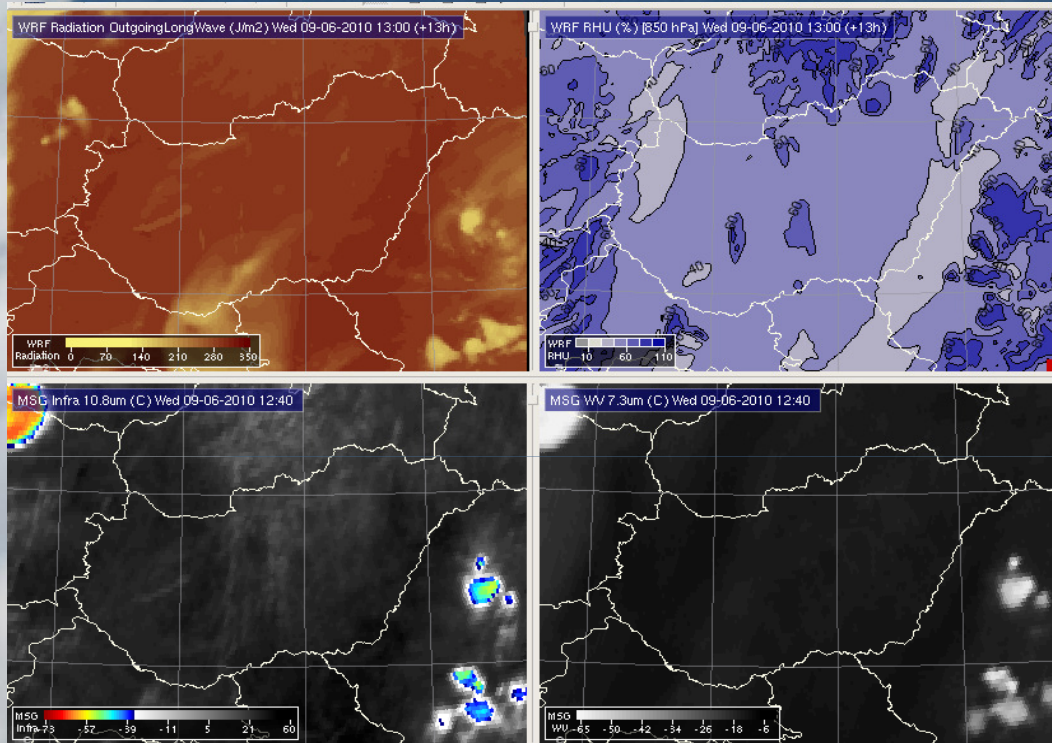 WRF Radiation OutgoingLongWave (J/m2) Wed 09-06-2010 13:00 (+13h)
WRF Radiation
0 70 140 210 280 350
WRF RHU (%) [850 hPa] Wed 09-06-2010 13:00 (+13h)
40
WRF RHU
10 60 110
MSG Infra 10.8um (C) Wed 09-06-2010 12:40
MSG Infra
-73 -57 -39 -11 5 21 60
MSG WV 7.3um (C) Wed 09-06-2010 12:40
MSG WV
-65 -50 -42 -34 -26 -18 -6